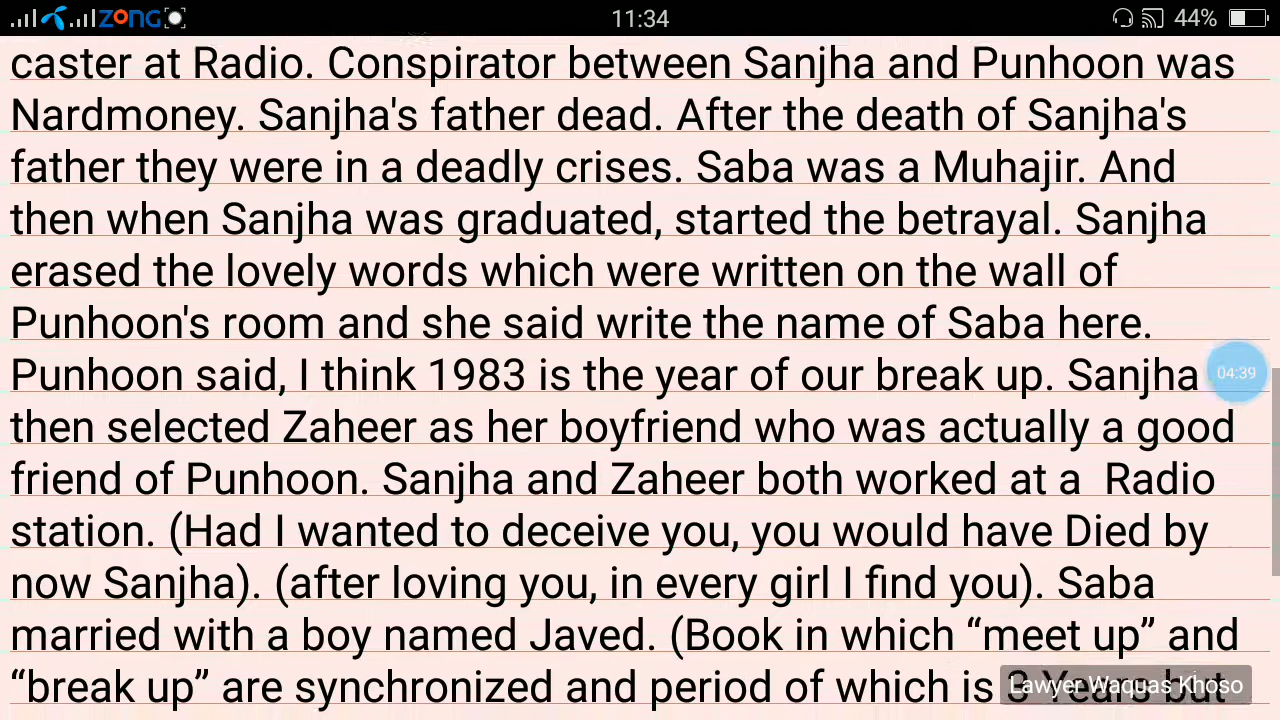 zong
11:34
44%
caster at Radio. Conspirator between Sanjha and Punhoon was
Nardmoney. Sanjha's father dead. After the death of Sanjha's
father they were in a deadly crises. Saba was a Muhajir. And
then when Sanjha was graduated, started the betrayal. Sanjha
erased the lovely words which were written on the wall of
Punhoon's room and she said write the name of Saba here.
Punhoon said, I think 1983 is the year of our break up. Sanjha
04:39
then selected Zaheer as her boyfriend who was actually a good
friend of Punhoon. Sanjha and Zaheer both worked at a  Radio
station. (Had I wanted to deceive you, you would have Died by
now Sanjha). (after loving you, in every girl I find you). Saba
married with a boy named Javed. (Book in which “meet up” and
“break up” are synchronized and period of which is 8 Years but
Lawyer Waquas Khoso